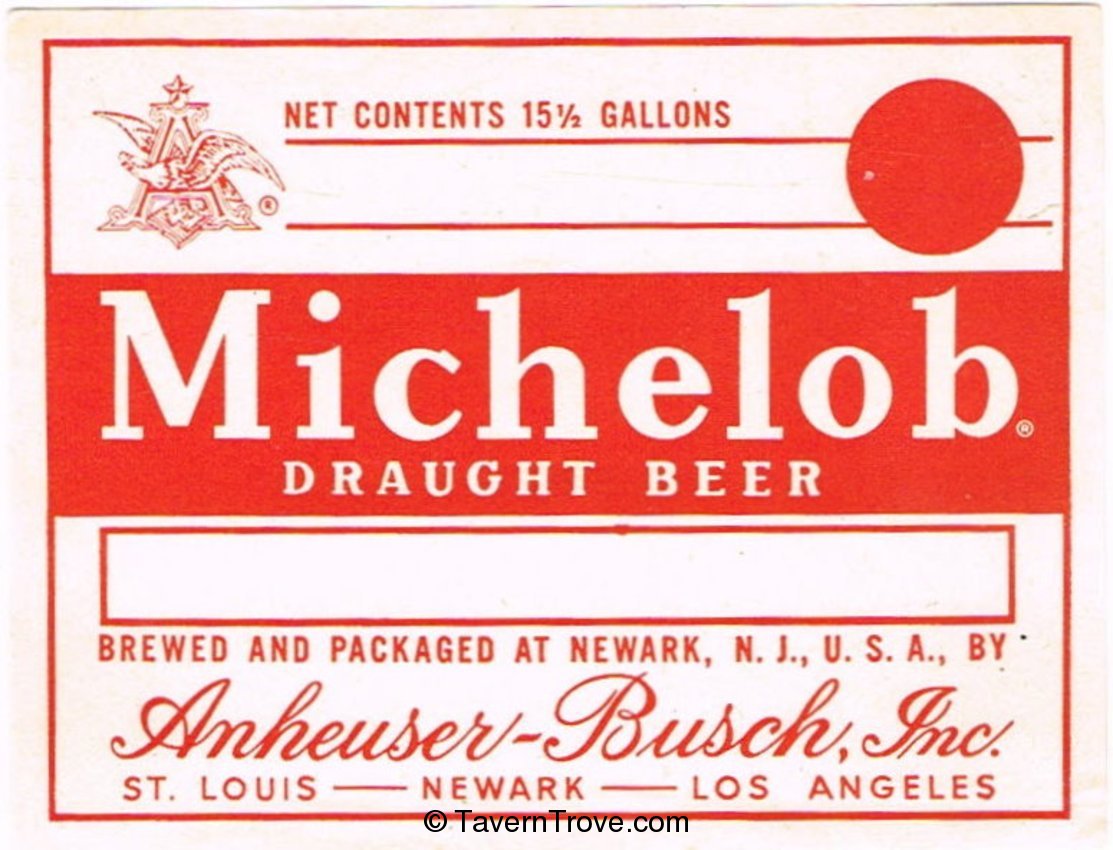 NET CONTENTS 15½ GALLONS
A
®
Michelob®
DRAUGHT BEER
BREWED AND PACKAGED AT NEWARK, N. J., U. S. A., BY
Anheuser-Busch, Inc.
ST. LOUIS — NEWARK — LOS ANGELES
© TavernTrove.com